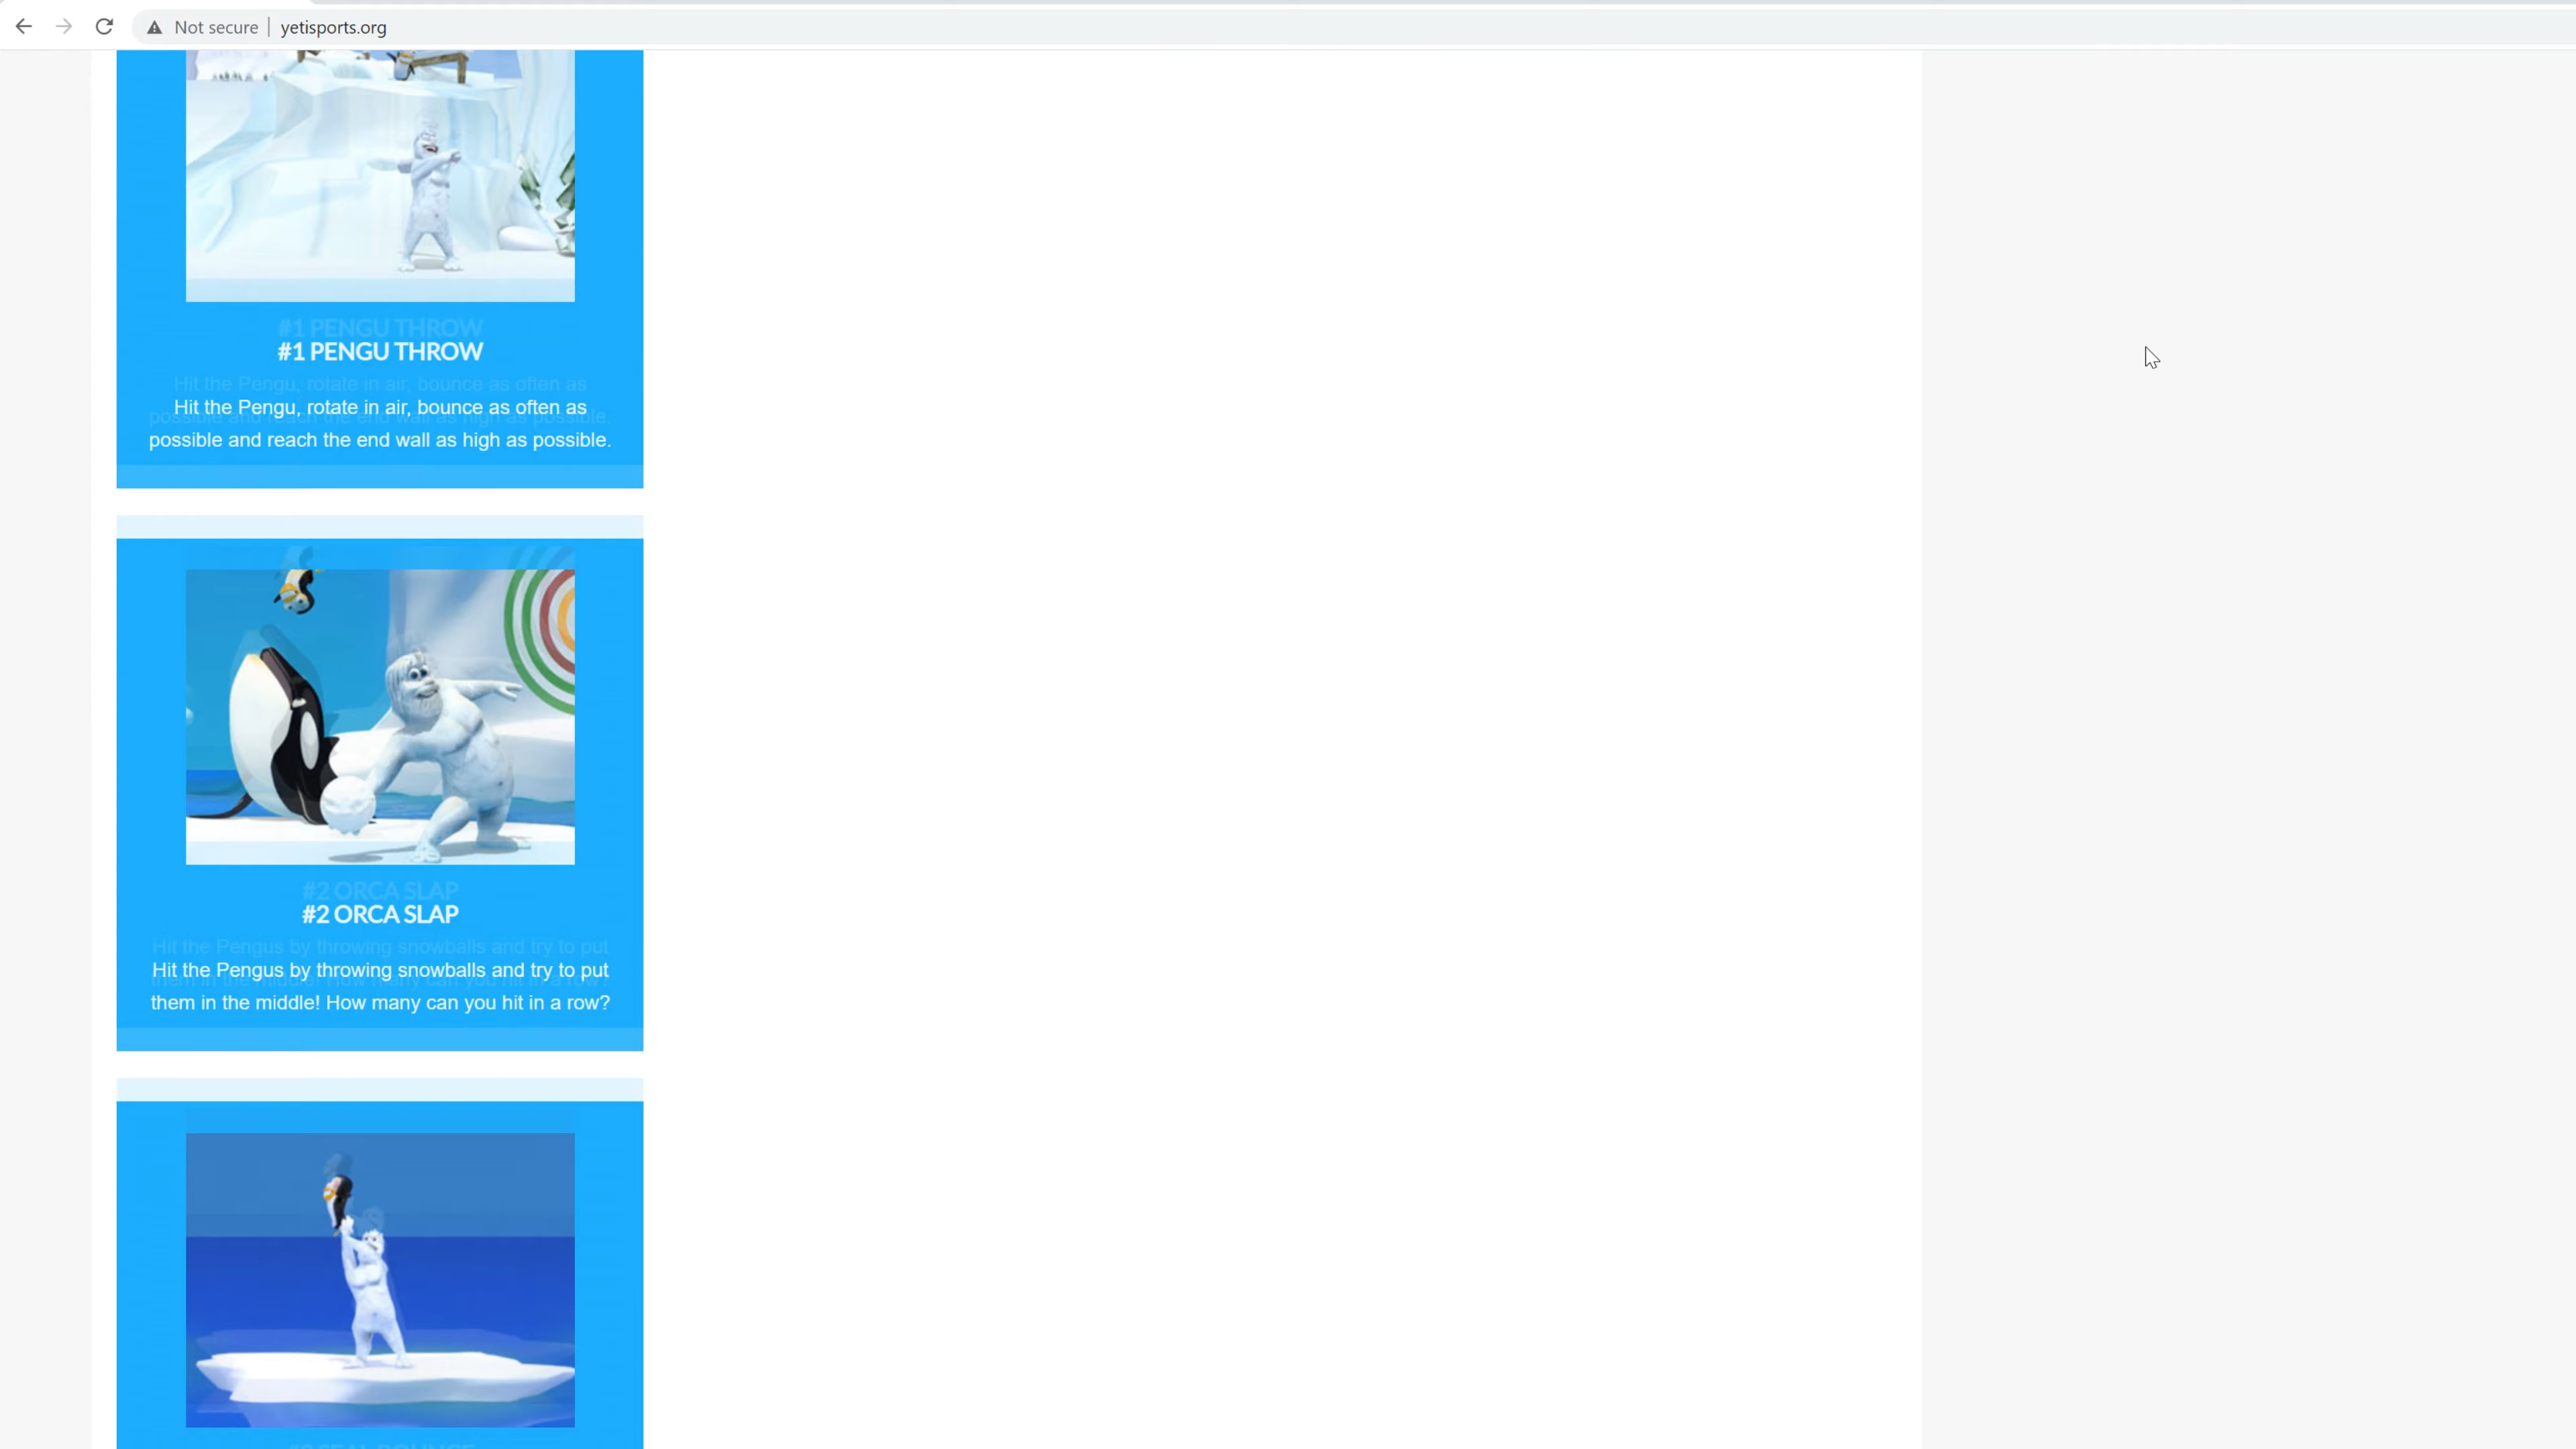 Not secure | yetisports.org
#1 PENGU THROW
Hit the Pengu, rotate in air, bounce as often as
possible and reach the end wall as high as possible.
#2 ORCA SLAP
Hit the Pengus by throwing snowballs and try to put
them in the middle! How many can you hit in a row?